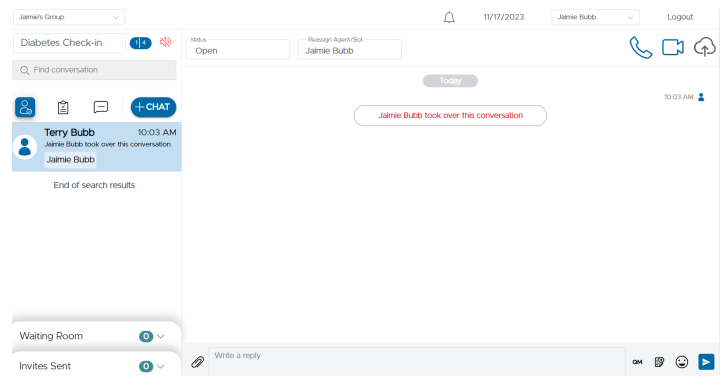 Jaimie's Group
11/17/2023
Jaimie Bubb
Logout
Diabetes Check-in
1 4
Status
Open
Reassign Agent/Bot
Jaimie Bubb
Find conversation
Today
10:03 AM
+ CHAT
Jaimie Bubb took over this conversation
Terry Bubb 10:03 AM
Jaimie Bubb took over this conversation
Jaimie Bubb
End of search results
Waiting Room 0
Invites Sent 0
Write a reply
QM